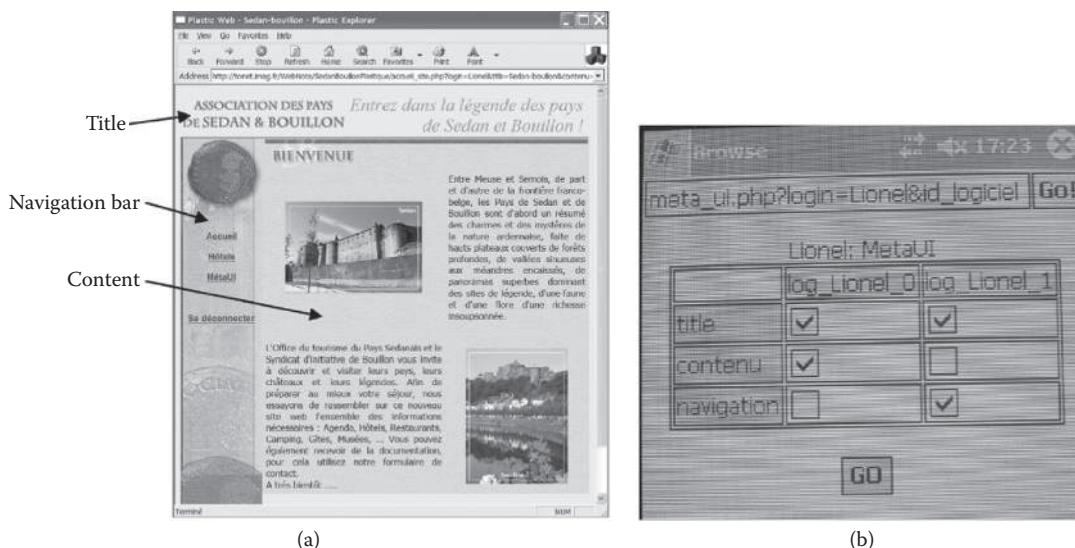 Plastic Web - Sedan-bouillon - Plastic Explorer
File View Go Favorites Help
Back Forward Stop Refresh Home Search Favorites Print Font
Address
Title
ASSOCIATION DES PAYS
DE SEDAN & BOUILLON
Entrez dans la légende des pays
de Sedan et Bouillon !
Navigation bar
Accueil
Hôtels
MétaUI
Se déconnecter
Content
BIENVENUE
Entre Meuse et Semois, de part
et d'autre de la frontière franco-
belge, les Pays de Sedan et de
Bouillon sont d'abord un résumé
des charmes et des mystères de
la nature ardennaise, faite de
hauts plateaux couverts de forêts
profondes, de vallées sinueuses
aux méandres encaissés, de
panoramas superbes dominant
des sites de légende, d'une faune
et d'une flore d'une richesse
insoupsonnée.
L'Office du tourisme du Pays Sedanais et le
Syndicat d'Initiative de Bouillon vous invite
à découvrir et visiter leurs pays, leurs
châteaux et leurs légendes. Afin de
préparer au mieux votre séjour, nous
essayons de rassembler sur ce nouveau
site web l'ensemble des informations
nécessaires : Agenda, Hôtels, Restaurants,
Camping, Gîtes, Musées, ... Vous pouvez
également recevoir de la documentation,
pour cela utilisez notre formulaire de
contact.
A très bientôt .....
Terminé
NUM
(a)
Browse
17:23
meta_ui.php?login=Lionel&id_logiciel
Go!
Lionel: MetaUI
log_Lionel_0 log_Lionel_1
title
contenu
navigation
GO
(b)